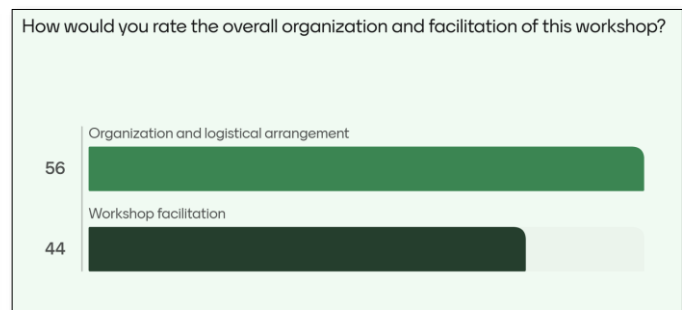 How would you rate the overall organization and facilitation of this workshop?
Organization and logistical arrangement
56
Workshop facilitation
44